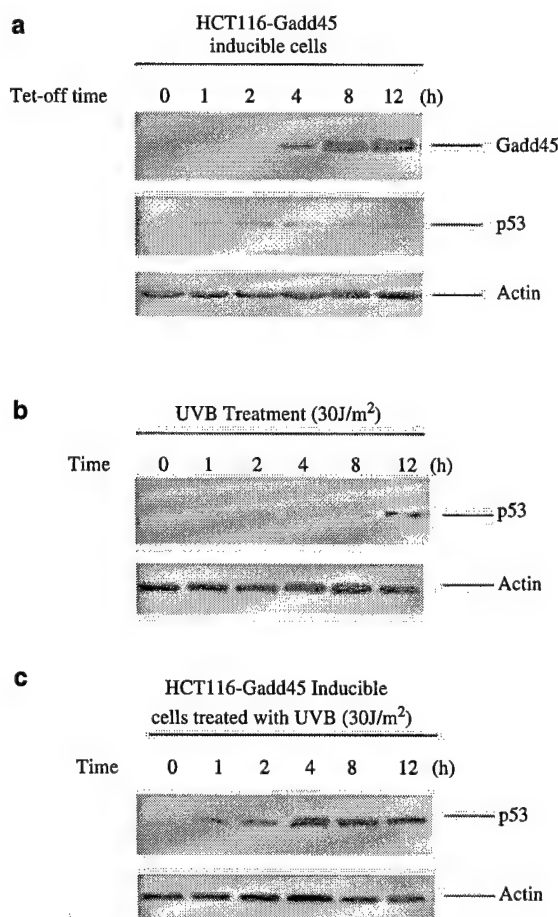 a
HCT116-Gadd45
inducible cells
Tet-off time 0 1 2 4 8 12 (h)
Gadd45
p53
Actin
b
UVB Treatment (30J/m²)
Time 0 1 2 4 8 12 (h)
p53
Actin
c
HCT116-Gadd45 Inducible
cells treated with UVB (30J/m²)
Time 0 1 2 4 8 12 (h)
p53
Actin